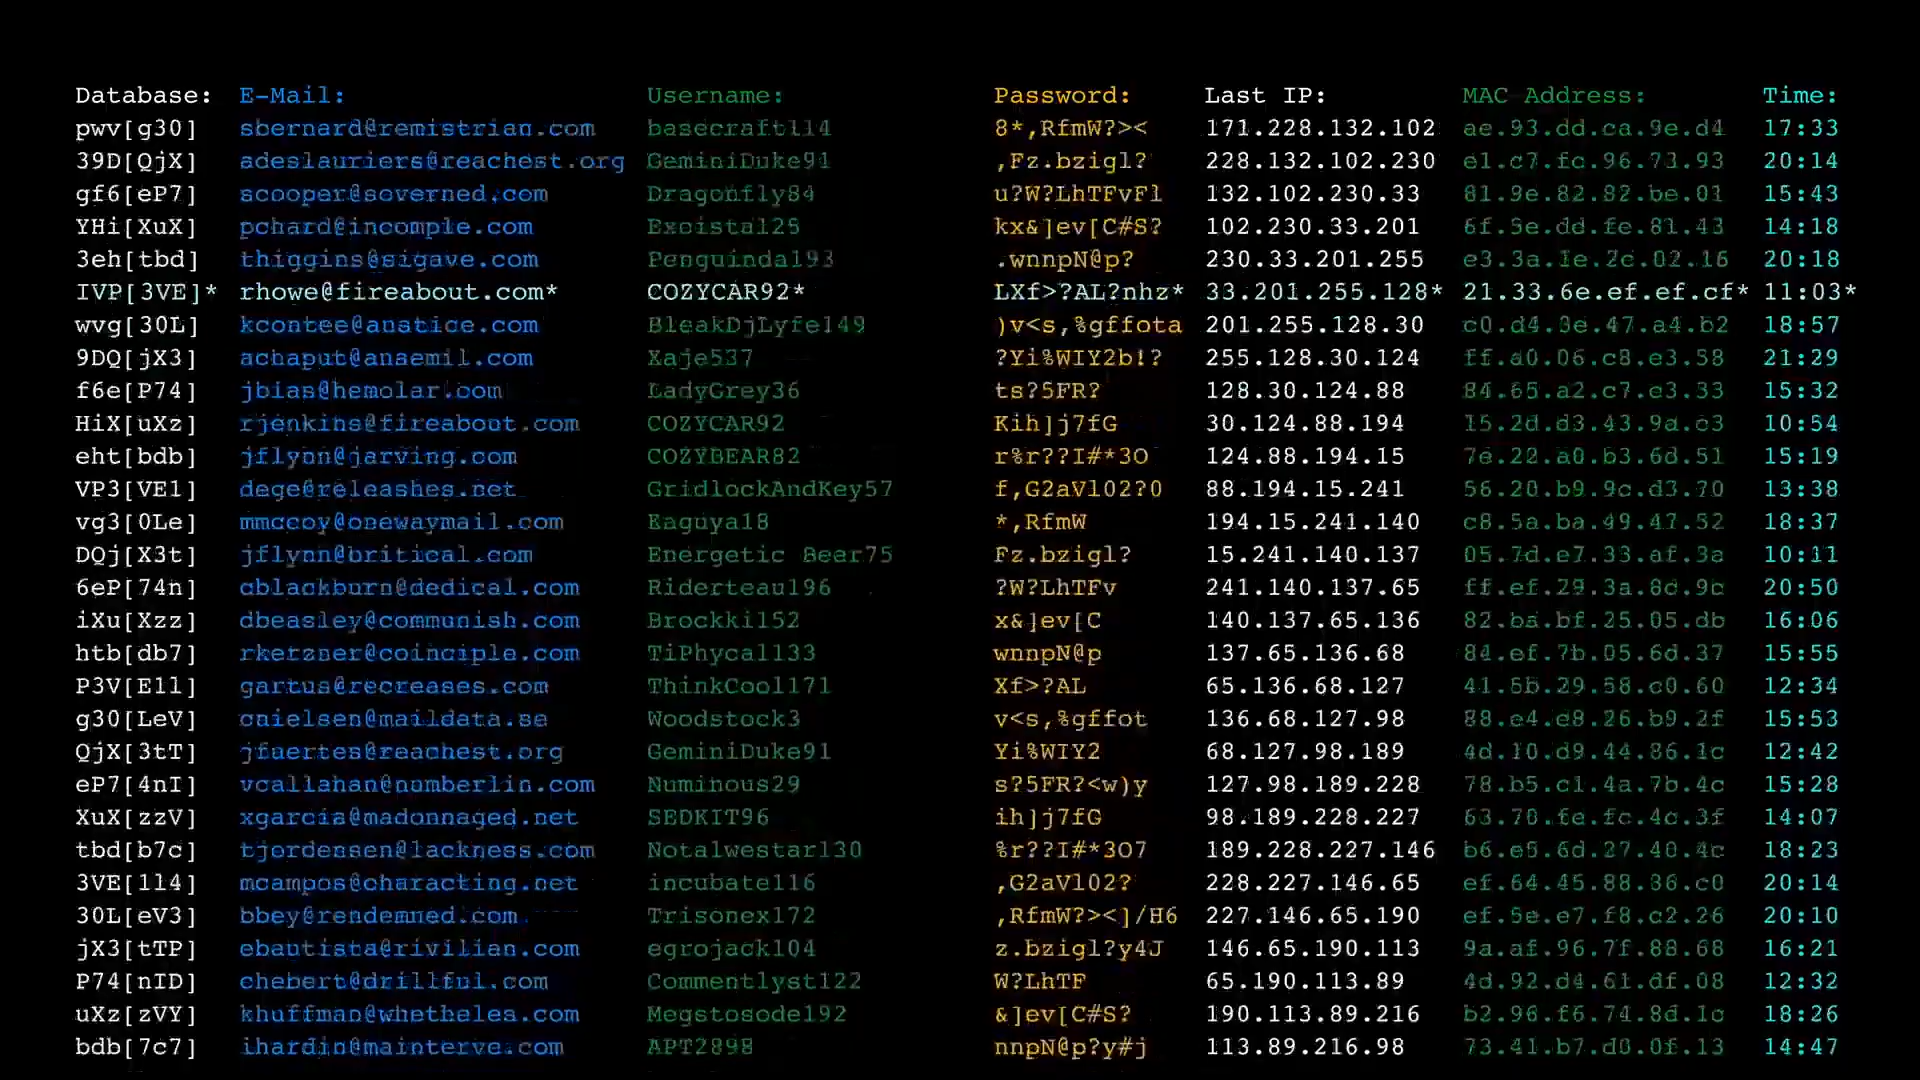 Database: E-Mail: Username: Password: Last IP: MAC Address: Time:
pwv[g30] sbernard@remistrian.com basecraft114 8*,RfmW?>< 171.228.132.102 ae.93.dd.ca.9e.d4 17:33
39D[QjX] adeslauriers@reachest.org GeminiDuke91 ,Fz.bzigl? 228.132.102.230 e1.c7.fc.96.73.93 20:14
gf6[eP7] scooper@soverned.com Dragonfly84 u?W?LhTFvFl 132.102.230.33 81.9e.82.82.be.01 15:43
YHi[XuX] pchard@incomple.com Exoista125 kx&]ev[C#S? 102.230.33.201 6f.5e.dd.fe.81.43 14:18
3eh[tbd] thiggins@sigave.com Penguinda193 .wnnpN@p? 230.33.201.255 e3.3a.1e.2c.02.16 20:18
IVP[3VE]* rhowe@fireabout.com* COZYCAR92* LXf>?AL?nhz* 33.201.255.128* 21.33.6e.ef.ef.cf* 11:03*
wvg[30L] kcontee@anstice.com BleakDjLyfe149 )v<s,%gffota 201.255.128.30 c0.d4.3e.47.a4.b2 18:57
9DQ[jX3] achaput@ansemil.com Xaje537 ?Yi%WIY2b!? 255.128.30.124 ff.a0.06.c8.e3.58 21:29
f6e[P74] jbias@hemolar.com LadyGrey36 ts?5FR? 128.30.124.88 84.65.a2.c7.e3.33 15:32
HiX[uXz] rjenkins@fireabout.com COZYCAR92 Kih]j7fG 30.124.88.194 15.2d.d3.43.9a.c3 10:54
eht[bdb] jflynn@jarving.com COZYBEAR82 r%r??I#*3O 124.88.194.15 7e.22.a0.b3.6d.51 15:19
VP3[VE1] dege@releashes.net GridlockAndKey57 f,G2aVl02?0 88.194.15.241 56.20.b9.9c.d3.70 13:38
vg3[0Le] mmccoy@onewaymail.com Kaguya18 *,RfmW 194.15.241.140 c8.5a.ba.49.47.52 18:37
DQj[X3t] jflynn@britical.com Energetic Bear75 Fz.bzigl? 15.241.140.137 05.7d.e7.33.af.3a 10:11
6eP[74n] cblackburn@dedical.com Riderteau196 ?W?LhTFv 241.140.137.65 ff.ef.29.3a.8d.9c 20:50
iXu[Xzz] dbeasley@communish.com Brockki152 x&]ev[C 140.137.65.136 82.ba.bf.25.05.db 16:06
htb[db7] rketzner@coinciple.com TiPhycal133 wnnpN@p 137.65.136.68 84.ef.7b.05.6d.37 15:55
P3V[E1l] gartus@recreases.com ThinkCool171 Xf>?AL 65.136.68.127 41.5b.29.58.c0.60 12:34
g30[LeV] cnielsen@maildata.se Woodstock3 v<s,%gffot 136.68.127.98 88.e4.e8.26.b9.2f 15:53
QjX[3tT] jfuertes@reachest.org GeminiDuke91 Yi%WIY2 68.127.98.189 4d.10.d9.44.86.1c 12:42
eP7[4nI] vcallahan@numberlin.com Numinous29 s?5FR?<w)y 127.98.189.228 78.b5.c1.4a.7b.4c 15:28
XuX[zzV] xgarcia@madonnaged.net SEDKIT96 ih]j7fG 98.189.228.227 63.70.fe.fc.4c.3f 14:07
tbd[b7c] tjordensen@lackness.com Notalwestar130 %r??I#*3O7 189.228.227.146 b6.e5.6d.27.40.4c 18:23
3VE[1l4] mcampos@characting.net incubate116 ,G2aVl02? 228.227.146.65 ef.64.45.88.36.c0 20:14
30L[eV3] bbey@rendemned.com Trisonex172 ,RfmW?><]/H6 227.146.65.190 ef.5e.e7.f8.c2.26 20:10
jX3[tTP] ebautista@rivilian.com egrojack104 z.bzigl?y4J 146.65.190.113 9a.af.96.7f.88.68 16:21
P74[nID] chebert@drillful.com Commentlyst122 W?LhTF 65.190.113.89 4d.92.d4.61.df.08 12:32
uXz[zVY] khuffman@whetheles.com Megstosode192 &]ev[C#S? 190.113.89.216 b2.96.f6.74.8d.1c 18:26
bdb[7c7] ihardin@mainterve.com APT2898 nnpN@p?y#j 113.89.216.98 73.41.b7.d0.0f.13 14:47